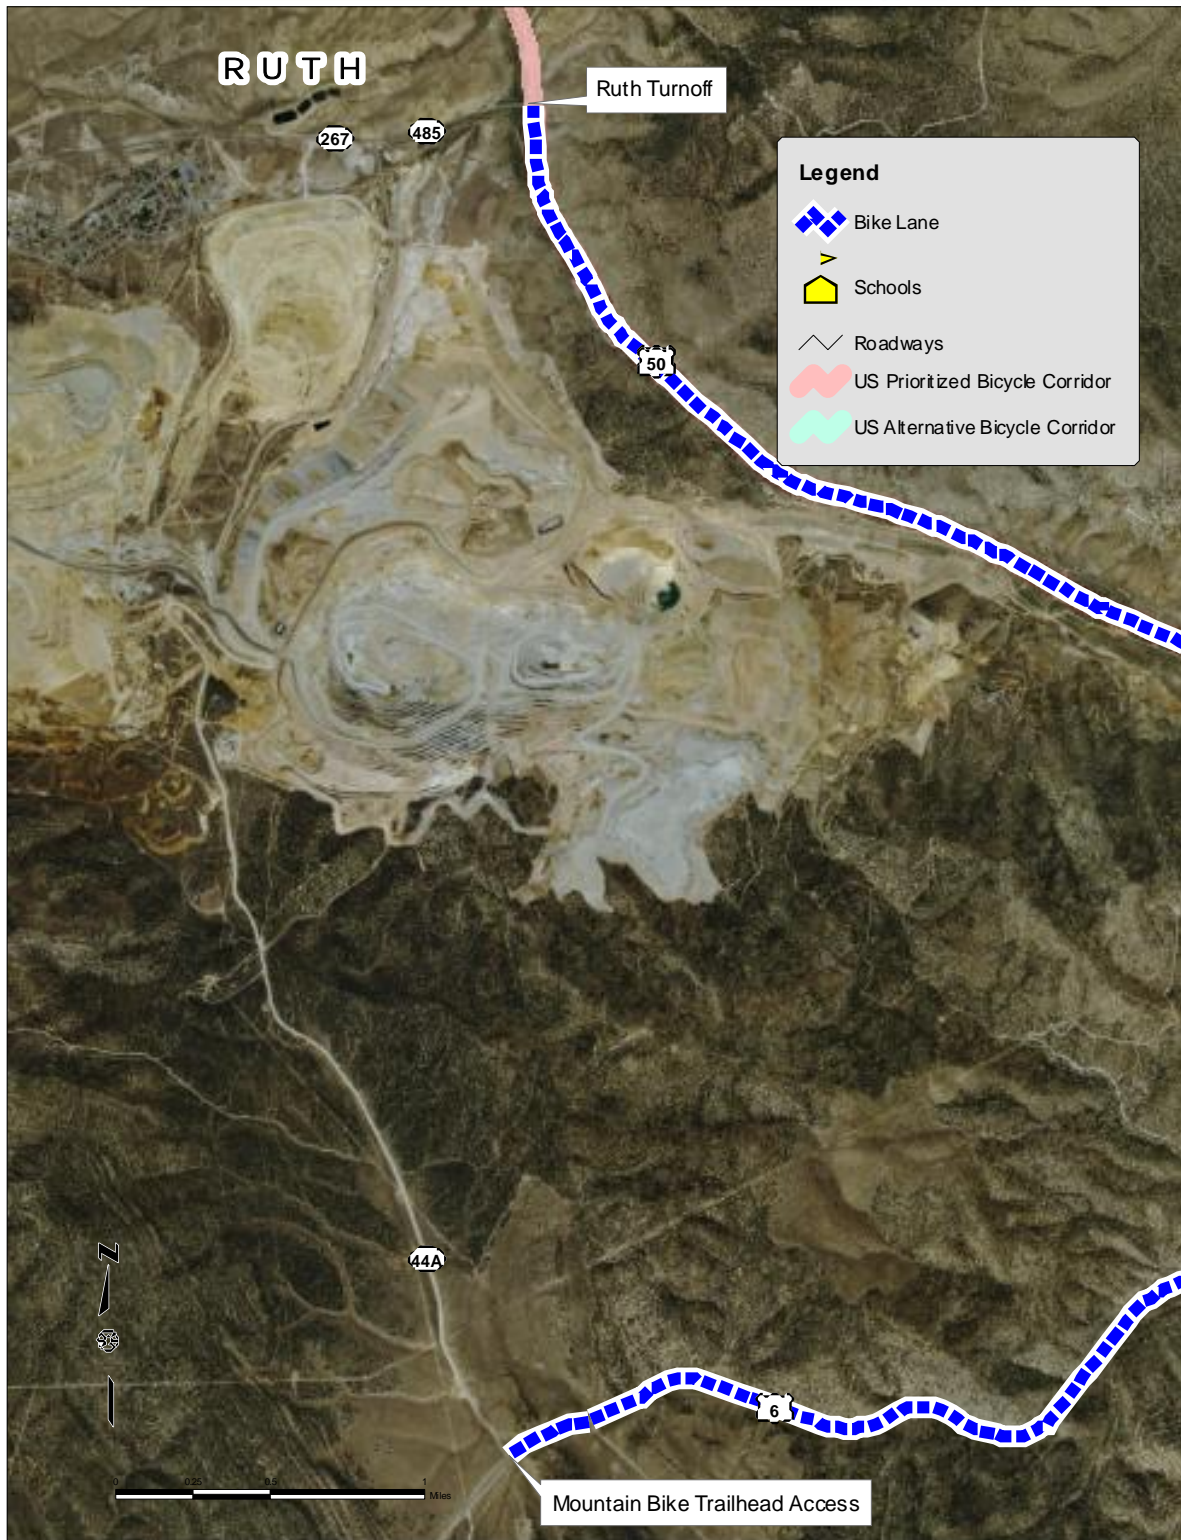 RUTH
Ruth Turnoff
267
485
Legend
Bike Lane
Schools
Roadways
US Prioritized Bicycle Corridor
US Alternative Bicycle Corridor
50
44A
N
6
0 0.25 0.5 1
Miles
Mountain Bike Trailhead Access